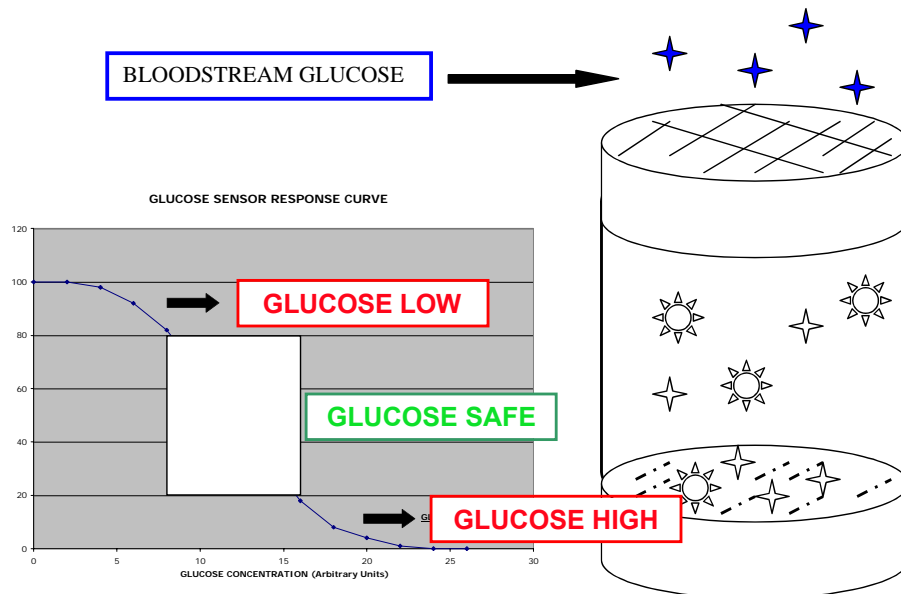 BLOODSTREAM GLUCOSE
GLUCOSE SENSOR RESPONSE CURVE
120
100
80
60
40
20
0
GLUCOSE LOW
GLUCOSE SAFE
GLUCOSE HIGH
0 5 10 15 20 25 30
GLUCOSE CONCENTRATION (Arbitrary Units)